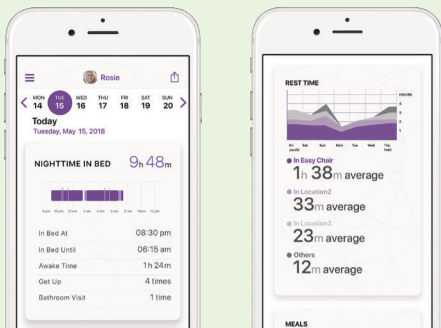 Rosie
MON TUE WED THU FRI SAT SUN
14 15 16 17 18 19 20
Today
Tuesday, May 15, 2018
NIGHTTIME IN BED 9h 48m
In Bed At 08:30 pm
In Bed Until 06:15 am
Awake Time 1h 24m
Get Up 4 times
Bathroom Visit 1 time
REST TIME
HOURS
4
3
2
1
Fri Sat Sun Mon Tue Wed Thu
In Easy Chair
1h 38m average
In Location2
33m average
In Location3
23m average
Others
12m average
MEALS